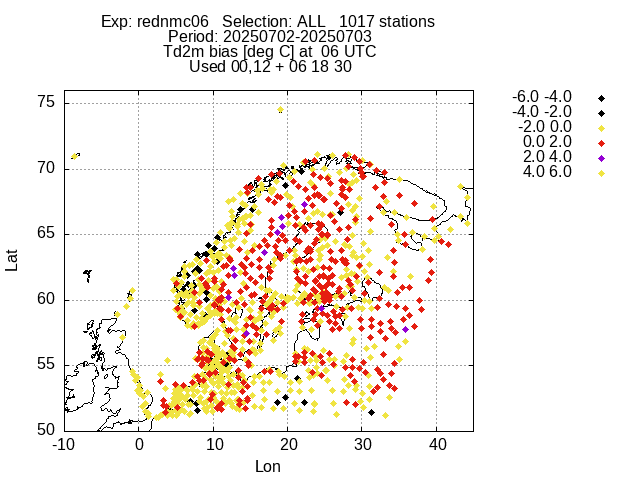 Exp: rednmc06 Selection: ALL 1017 stations
Period: 20250702-20250703
Td2m bias [deg C] at 06 UTC
Used 00,12 + 06 18 30
-6.0 -4.0
-4.0 -2.0
-2.0 0.0
0.0 2.0
2.0 4.0
4.0 6.0
75
70
65
60
55
50
Lat
-10 0 10 20 30 40
Lon